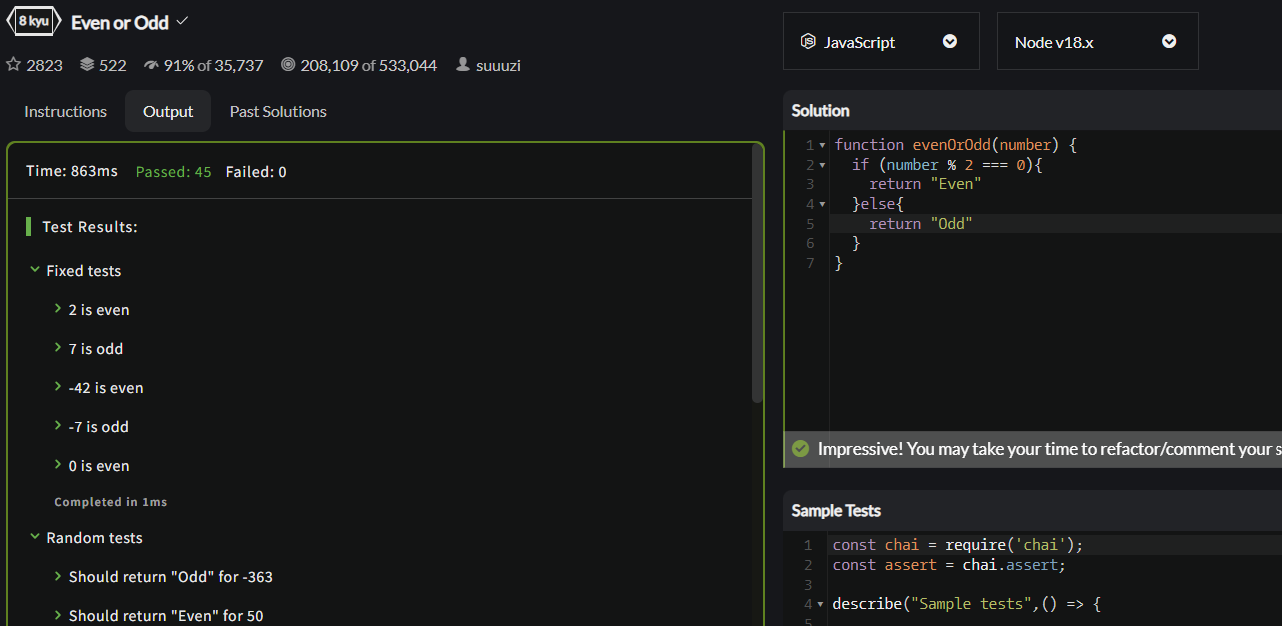 8 kyu Even or Odd
2823 522 91% of 35,737 208,109 of 533,044 suuuzi
Instructions Output Past Solutions
Time: 863ms Passed: 45 Failed: 0
Test Results:
Fixed tests
2 is even
7 is odd
-42 is even
-7 is odd
0 is even
Completed in 1ms
Random tests
Should return "Odd" for -363
Should return "Even" for 50
JS JavaScript Node v18.x
Solution
1 function evenOrOdd(number) {
2 if (number % 2 === 0){
3 return "Even"
4 }else{
5 return "Odd"
6 }
7 }
Impressive! You may take your time to refactor/comment your s
Sample Tests
1 const chai = require('chai');
2 const assert = chai.assert;
3
4 describe("Sample tests",() => {
5